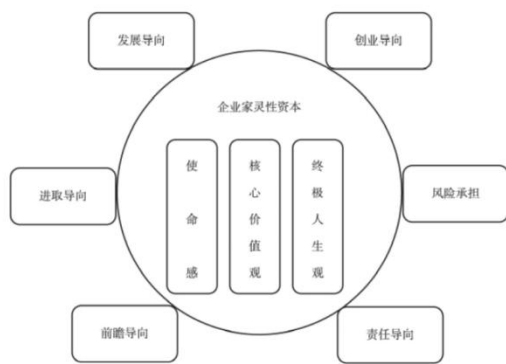 发展导向
创业导向
企业家灵性资本
使命感
核心价值观
终极人生观
进取导向
风险承担
前瞻导向
责任导向